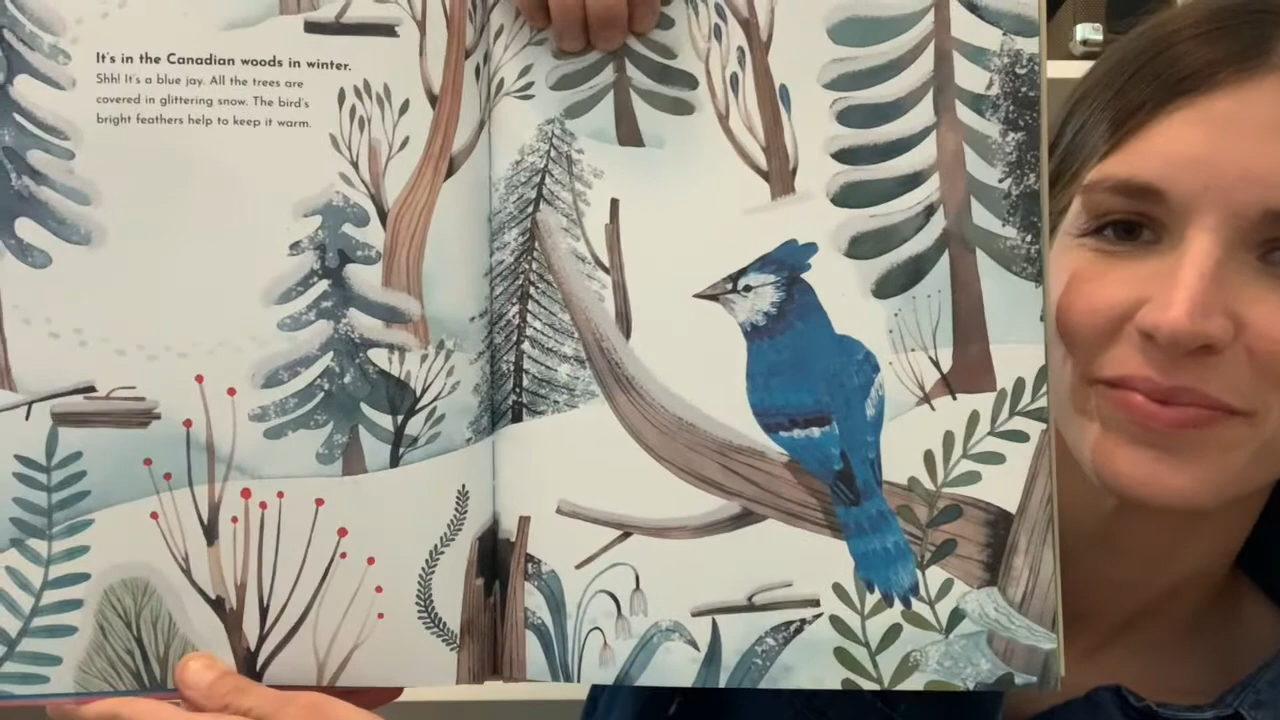 It's in the Canadian woods in winter.
Shh! It's a blue jay. All the trees are
covered in glittering snow. The bird's
bright feathers help to keep it warm.